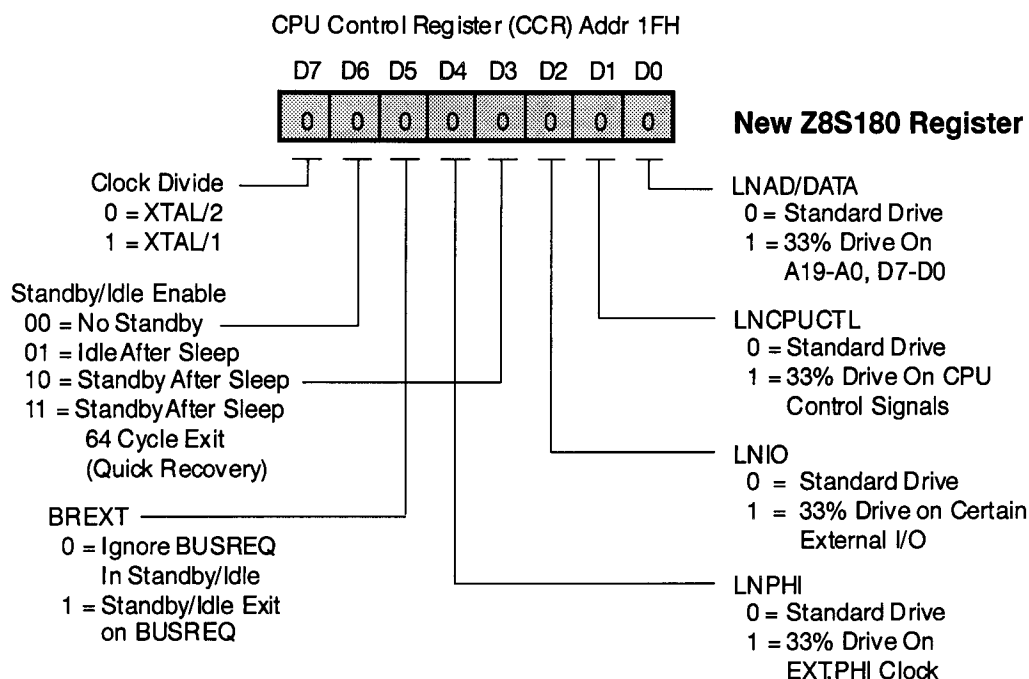 CPU Control Register (CCR) Addr 1FH
D7 D6 D5 D4 D3 D2 D1 D0
0 0 0 0 0 0 0 0
New Z8S180 Register
Clock Divide
0 = XTAL/2
1 = XTAL/1
Standby/Idle Enable
00 = No Standby
01 = Idle After Sleep
10 = Standby After Sleep
11 = Standby After Sleep
64 Cycle Exit
(Quick Recovery)
BREXT
0 = Ignore BUSREQ
In Standby/Idle
1 = Standby/Idle Exit
on BUSREQ
LNAD/DATA
0 = Standard Drive
1 = 33% Drive On
A19-A0, D7-D0
LNCPUCTL
0 = Standard Drive
1 = 33% Drive On CPU
Control Signals
LNIO
0 = Standard Drive
1 = 33% Drive on Certain
External I/O
LNPHI
0 = Standard Drive
1 = 33% Drive On
EXT.PHI Clock